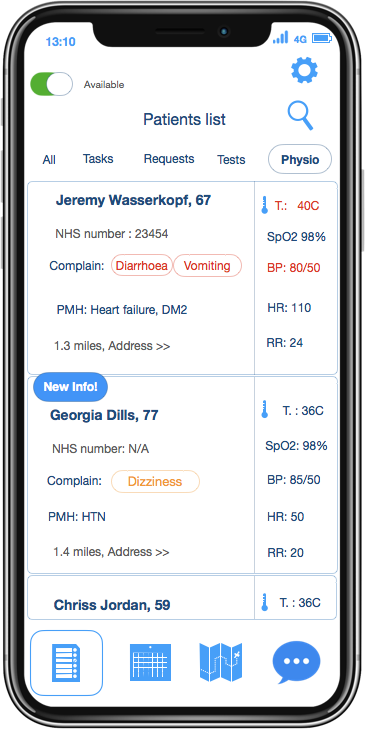 13:10 4G
Available
Patients list
All Tasks Requests Tests Physio
Jeremy Wasserkopf, 67
T.: 40C
NHS number : 23454
SpO2 98%
Complain: Diarrhoea Vomiting
BP: 80/50
PMH: Heart failure, DM2
HR: 110
1.3 miles, Address >>
RR: 24
New Info!
Georgia Dills, 77
T. : 36C
NHS number: N/A
SpO2: 98%
Complain: Dizziness
BP: 85/50
PMH: HTN
HR: 50
1.4 miles, Address >>
RR: 20
Chriss Jordan, 59
T. : 36C